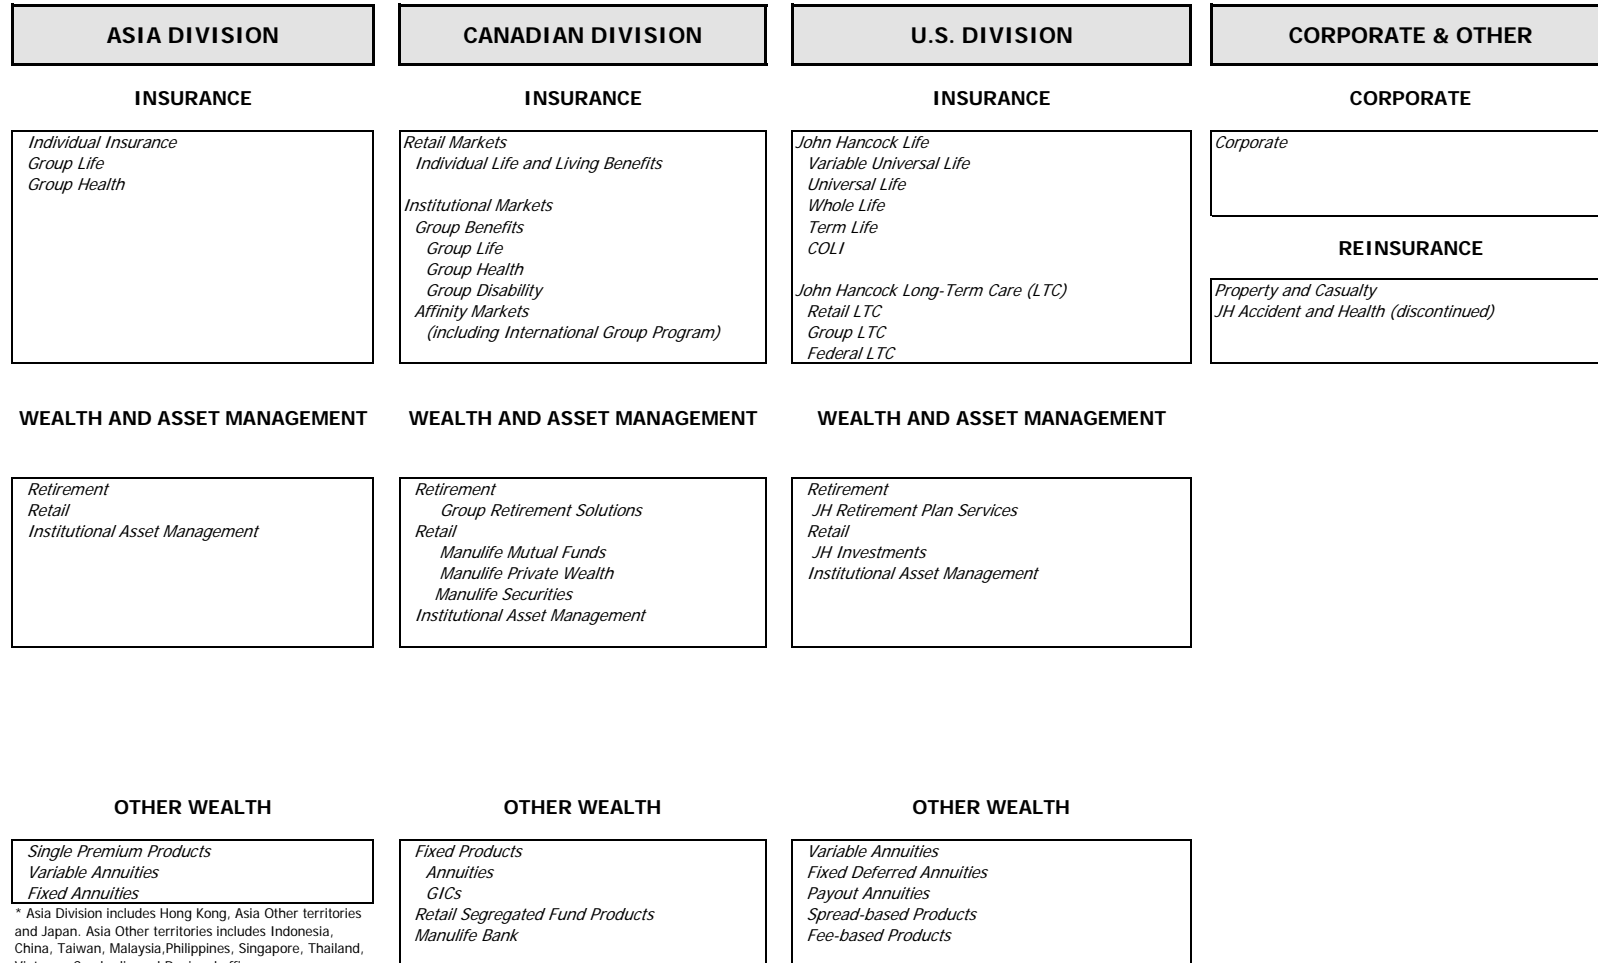 ASIA DIVISION
CANADIAN DIVISION
U.S. DIVISION
CORPORATE & OTHER
INSURANCE
Individual Insurance
Group Life
Group Health
INSURANCE
Retail Markets
Individual Life and Living Benefits
Institutional Markets
Group Benefits
Group Life
Group Health
Group Disability
Affinity Markets
(including International Group Program)
INSURANCE
John Hancock Life
Variable Universal Life
Universal Life
Whole Life
Term Life
COLI
John Hancock Long-Term Care (LTC)
Retail LTC
Group LTC
Federal LTC
CORPORATE
Corporate
REINSURANCE
Property and Casualty
JH Accident and Health (discontinued)
WEALTH AND ASSET MANAGEMENT
Retirement
Retail
Institutional Asset Management
WEALTH AND ASSET MANAGEMENT
Retirement
Group Retirement Solutions
Retail
Manulife Mutual Funds
Manulife Private Wealth
Manulife Securities
Institutional Asset Management
WEALTH AND ASSET MANAGEMENT
Retirement
JH Retirement Plan Services
Retail
JH Investments
Institutional Asset Management
OTHER WEALTH
Single Premium Products
Variable Annuities
Fixed Annuities
* Asia Division includes Hong Kong, Asia Other territories
and Japan. Asia Other territories includes Indonesia,
China, Taiwan, Malaysia,Philippines, Singapore, Thailand,
OTHER WEALTH
Fixed Products
Annuities
GICs
Retail Segregated Fund Products
Manulife Bank
OTHER WEALTH
Variable Annuities
Fixed Deferred Annuities
Payout Annuities
Spread-based Products
Fee-based Products